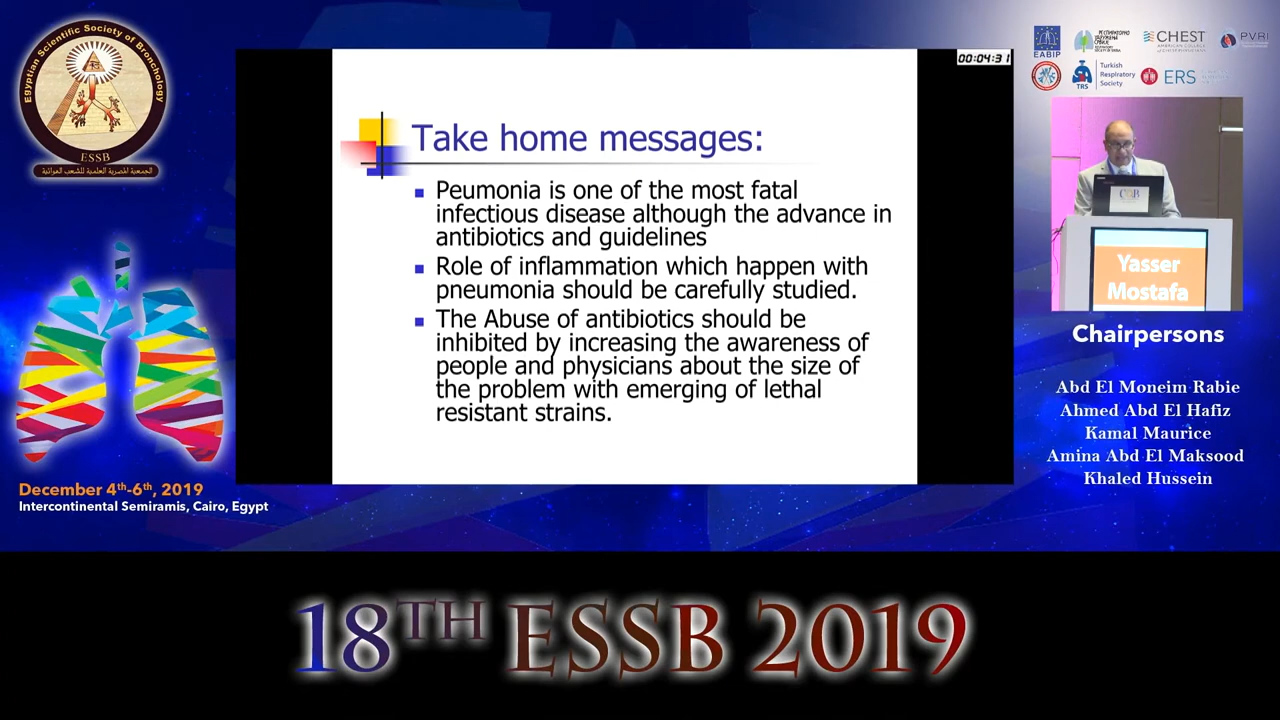 Egyptian Scientific Society of Bronchology
ESSB
الجمعية المصرية العلمية للشعب الهوائية
December 4th-6th, 2019
Intercontinental Semiramis, Cairo, Egypt
00:04:31
Take home messages:
Peumonia is one of the most fatal
infectious disease although the advance in
antibiotics and guidelines
Role of inflammation which happen with
pneumonia should be carefully studied.
The Abuse of antibiotics should be
inhibited by increasing the awareness of
people and physicians about the size of
the problem with emerging of lethal
resistant strains.
EABIP
CHEST
PVRI
TRS
Turkish
Respiratory
Society
ERS
Yasser
Mostafa
Chairpersons
Abd El Moneim Rabie
Ahmed Abd El Hafiz
Kamal Maurice
Amina Abd El Maksood
Khaled Hussein
18TH ESSB 2019